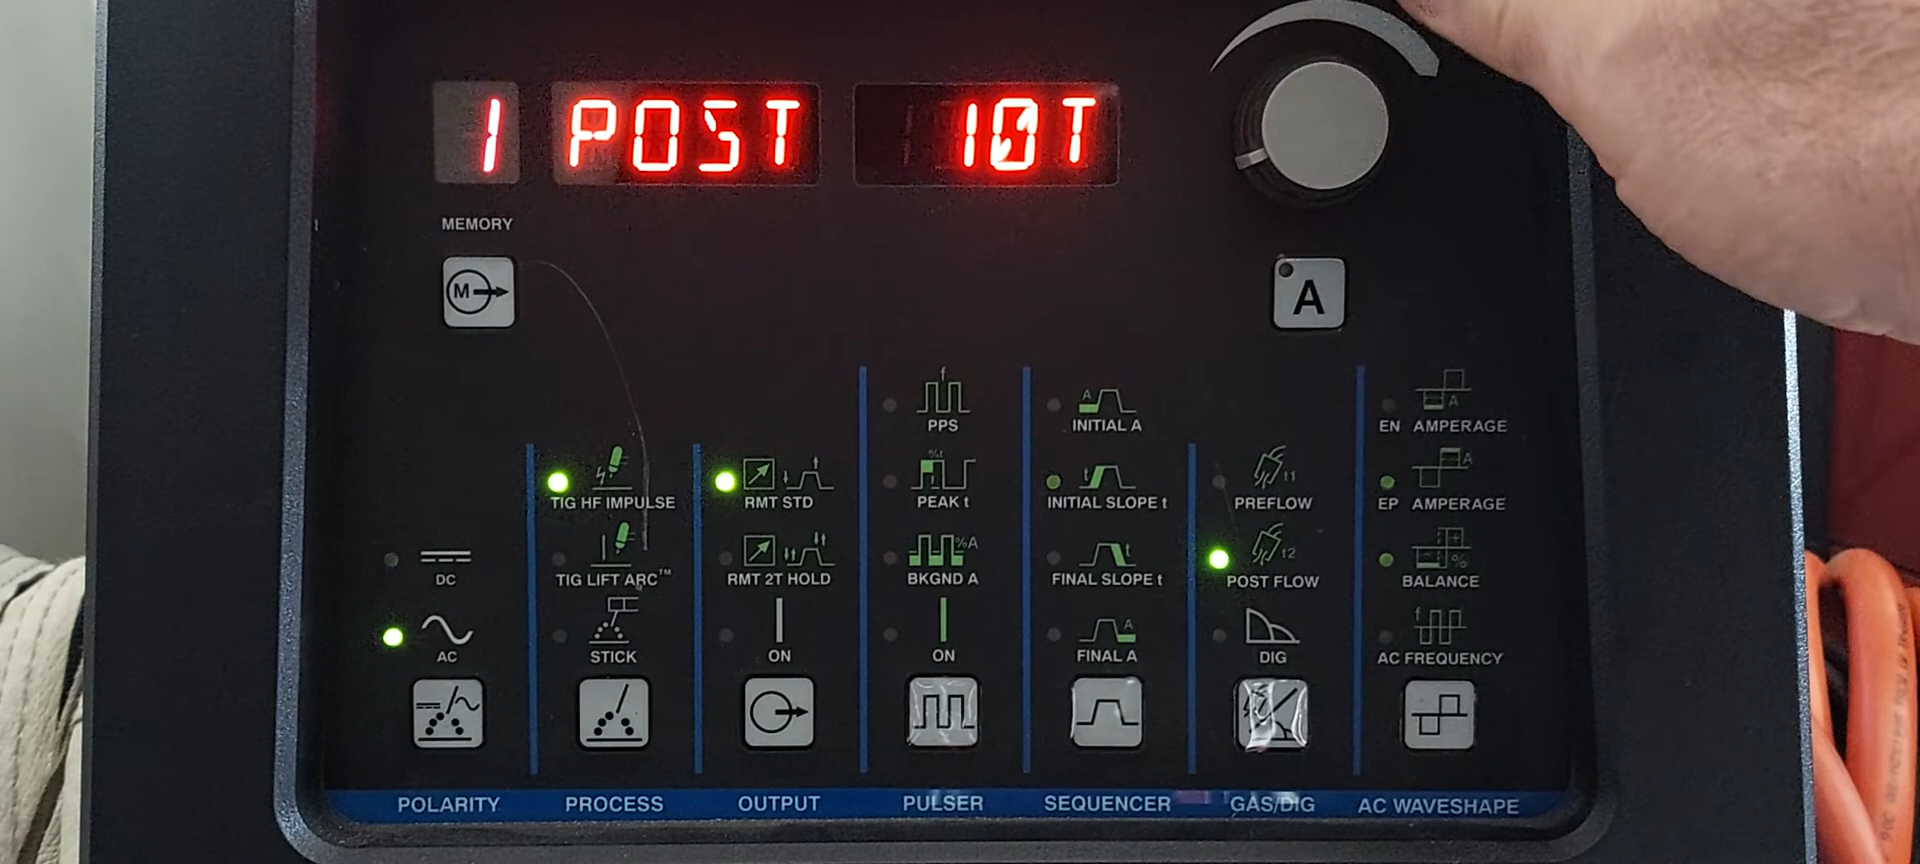 1 POST 10T
MEMORY
M
A
f
PPS
A
INITIAL A
A
EN AMPERAGE
TIG HF IMPULSE
RMT STD
%t
PEAK t
t
INITIAL SLOPE t
t1
PREFLOW
A
EP AMPERAGE
DC
TIG LIFT ARC™
RMT 2T HOLD
%A
BKGND A
t
FINAL SLOPE t
t2
POST FLOW
%
BALANCE
AC
STICK
ON
ON
A
FINAL A
DIG
f
AC FREQUENCY
POLARITY PROCESS OUTPUT PULSER SEQUENCER GAS/DIG AC WAVESHAPE